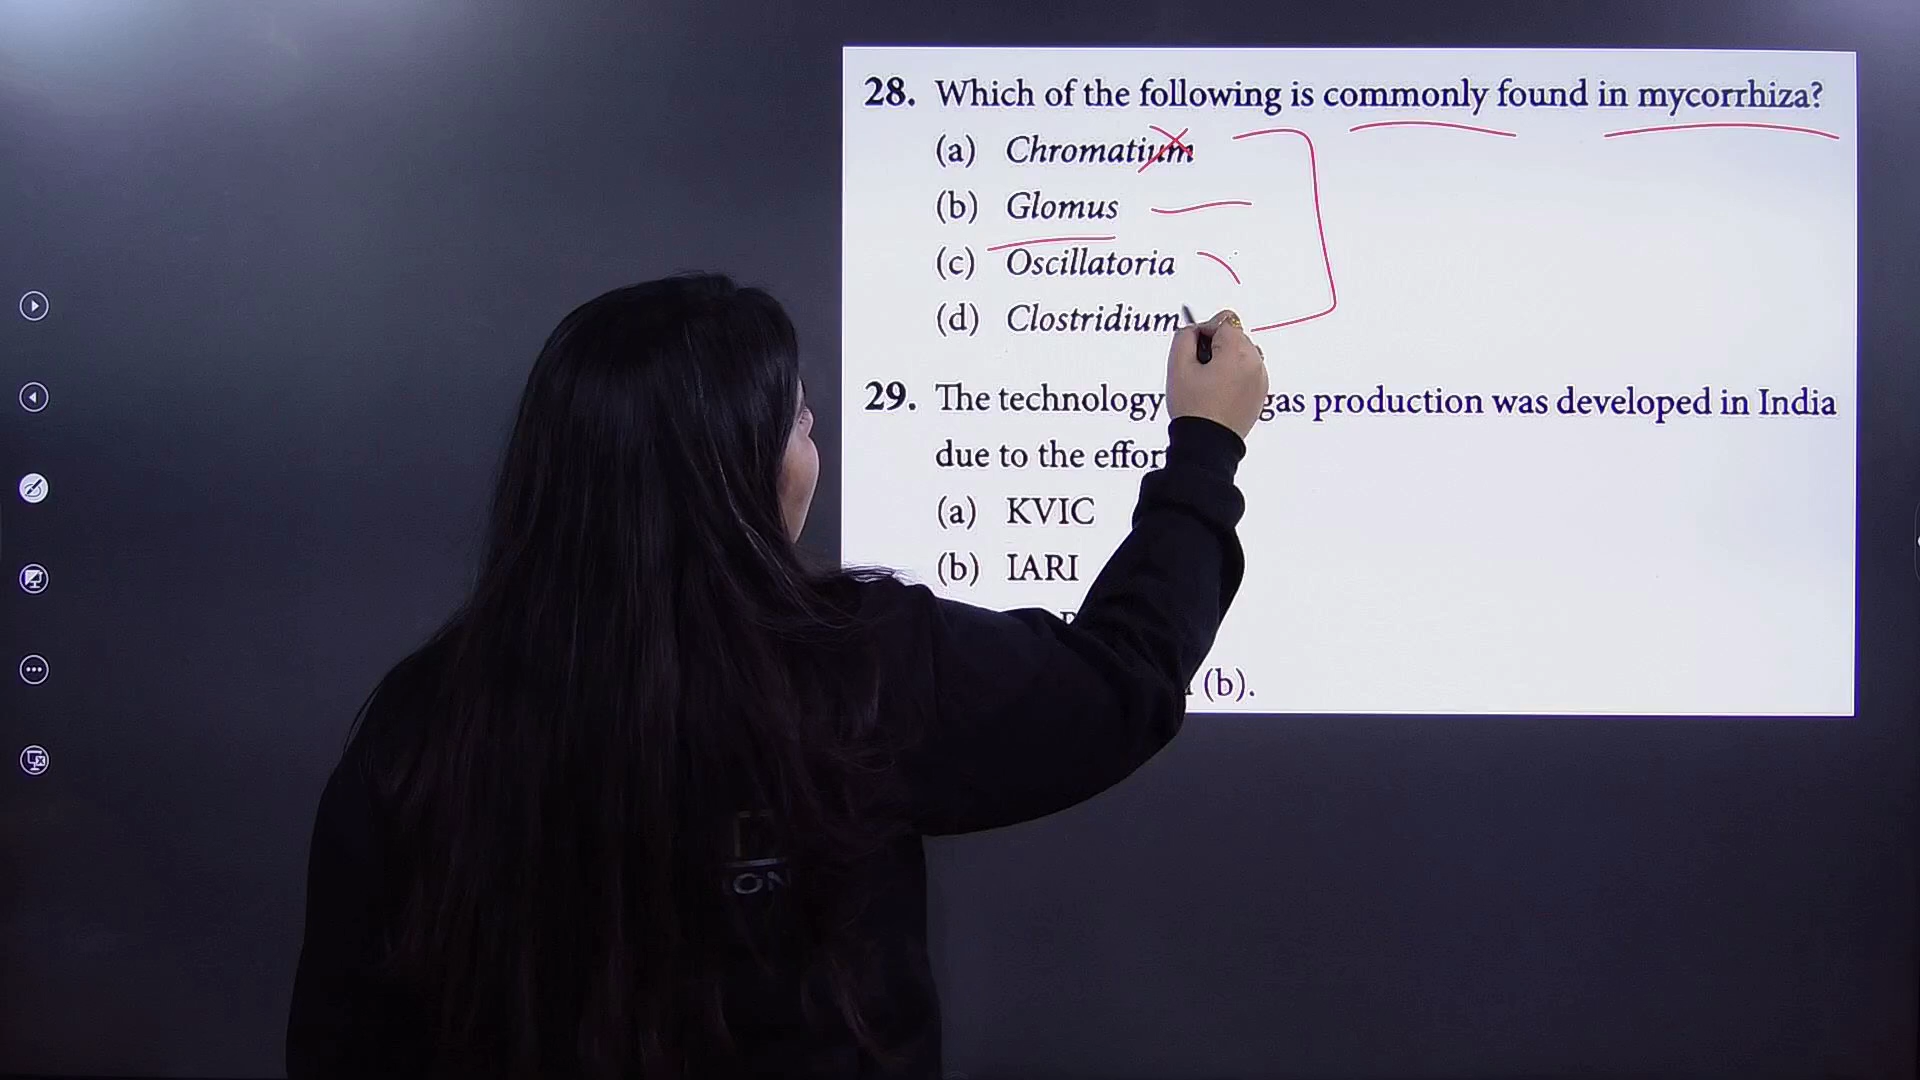 28. Which of the following is commonly found in mycorrhiza?
(a) Chromatium
(b) Glomus
(c) Oscillatoria
(d) Clostridium
29. The technology gas production was developed in India
due to the effor
(a) KVIC
(b) IARI
(b).
ION